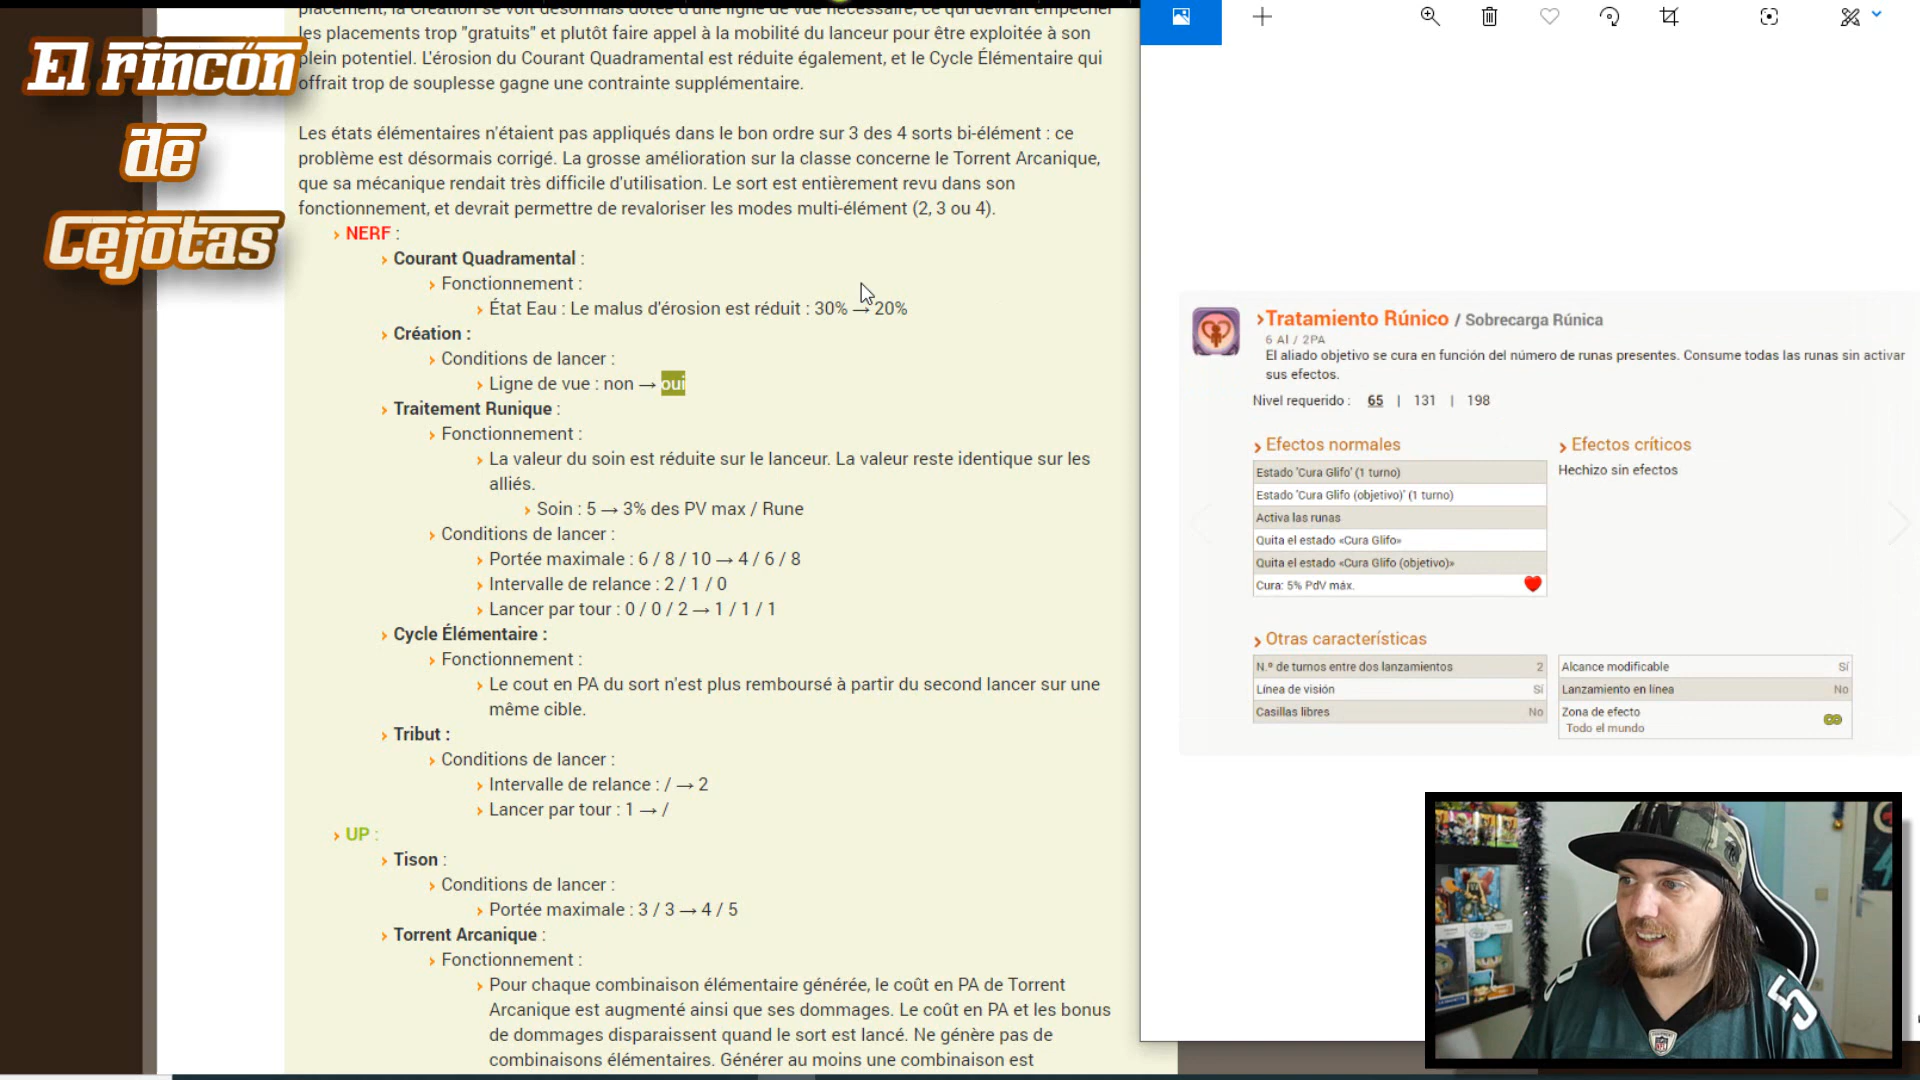 El rincón
de
Cejotas
placement, la Création se voit désormais dotée d'une ligne de vue nécessaire, ce qui devrait empêcher
les placements trop "gratuits" et plutôt faire appel à la mobilité du lanceur pour être exploitée à son
plein potentiel. L'érosion du Courant Quadramental est réduite également, et le Cycle Élémentaire qui
offrait trop de souplesse gagne une contrainte supplémentaire.
Les états élémentaires n'étaient pas appliqués dans le bon ordre sur 3 des 4 sorts bi-élément : ce
problème est désormais corrigé. La grosse amélioration sur la classe concerne le Torrent Arcanique,
que sa mécanique rendait très difficile d'utilisation. Le sort est entièrement revu dans son
fonctionnement, et devrait permettre de revaloriser les modes multi-élément (2, 3 ou 4).
NERF :
Courant Quadramental :
Fonctionnement :
État Eau : Le malus d'érosion est réduit : 30% → 20%
Création :
Conditions de lancer :
Ligne de vue : non → oui
Traitement Runique :
Fonctionnement :
La valeur du soin est réduite sur le lanceur. La valeur reste identique sur les
alliés.
Soin : 5 → 3% des PV max / Rune
Conditions de lancer :
Portée maximale : 6 / 8 / 10 → 4 / 6 / 8
Intervalle de relance : 2 / 1 / 0
Lancer par tour : 0 / 0 / 2 → 1 / 1 / 1
Cycle Élémentaire :
Fonctionnement :
Le cout en PA du sort n'est plus remboursé à partir du second lancer sur une
même cible.
Tribut :
Conditions de lancer :
Intervalle de relance : / → 2
Lancer par tour : 1 → /
UP :
Tison :
Conditions de lancer :
Portée maximale : 3 / 3 → 4 / 5
Torrent Arcanique :
Fonctionnement :
Pour chaque combinaison élémentaire générée, le coût en PA de Torrent
Arcanique est augmenté ainsi que ses dommages. Le coût en PA et les bonus
de dommages disparaissent quand le sort est lancé. Ne génère pas de
combinaisons élémentaires. Générer au moins une combinaison est
Tratamiento Rúnico / Sobrecarga Rúnica
6 Al / 2PA
El aliado objetivo se cura en función del número de runas presentes. Consume todas las runas sin activar
sus efectos.
Nivel requerido : 65 | 131 | 198
Efectos normales
Estado 'Cura Glifo' (1 turno)
Estado 'Cura Glifo (objetivo)' (1 turno)
Activa las runas
Quita el estado «Cura Glifo»
Quita el estado «Cura Glifo (objetivo)»
Cura: 5% PdV máx.
Efectos críticos
Hechizo sin efectos
Otras características
N.º de turnos entre dos lanzamientos 2
Línea de visión Sí
Casillas libres No
Alcance modificable Sí
Lanzamiento en línea No
Zona de efecto
Todo el mundo
5
NFL